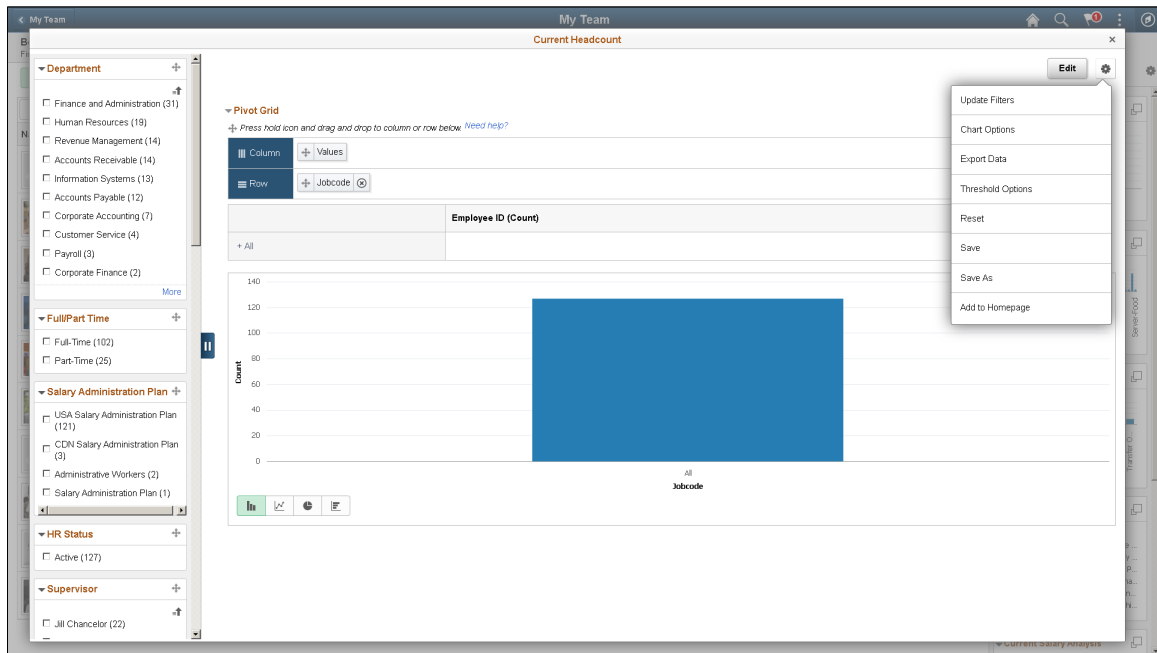 My Team
My Team
1
Current Headcount
×
Department
Finance and Administration (31)
Human Resources (19)
Revenue Management (14)
Accounts Receivable (14)
Information Systems (13)
Accounts Payable (12)
Corporate Accounting (7)
Customer Service (4)
Payroll (3)
Corporate Finance (2)
More
Full/Part Time
Full-Time (102)
Part-Time (25)
Salary Administration Plan
USA Salary Administration Plan
(121)
CDN Salary Administration Plan
(3)
Administrative Workers (2)
Salary Administration Plan (1)
HR Status
Active (127)
Supervisor
Jill Chancelor (22)
Edit
Update Filters
Chart Options
Export Data
Threshold Options
Reset
Save
Save As
Add to Homepage
Pivot Grid
Press hold icon and drag and drop to column or row below. Need help?
Column
Values
Row
Jobcode
Employee ID (Count)
+ All
140
120
100
80
60
40
20
0
Count
All
Jobcode
Server-Food
Transfer O...
Current Salary Analysis